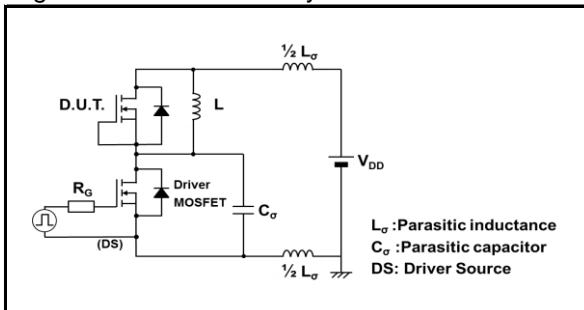 ½ Lσ
D.U.T.
L
VDD
RG
Driver
MOSFET
Cσ
(DS)
½ Lσ
Lσ :Parasitic inductance
Cσ :Parasitic capacitor
DS: Driver Source